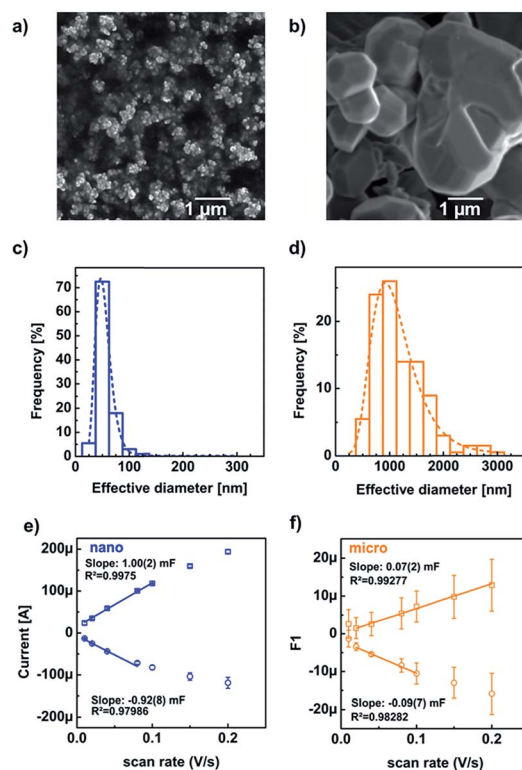 a)
b)
1 µm
1 µm
c)
d)
Frequency [%]
70
60
50
40
30
20
10
0
0 100 200 300
Effective diameter [nm]
Frequency [%]
20
10
0
0 1000 2000 3000
Effective diameter [nm]
e)
f)
Current [A]
200µ
100µ
0
-100µ
-200µ
nano
Slope: 1.00(2) mF
R²=0.9975
Slope: -0.92(8) mF
R²=0.97986
0.0 0.1 0.2
scan rate (V/s)
F1
20µ
10µ
0
-10µ
-20µ
micro
Slope: 0.07(2) mF
R²=0.99277
Slope: -0.09(7) mF
R²=0.98282
0.0 0.1 0.2
scan rate (V/s)